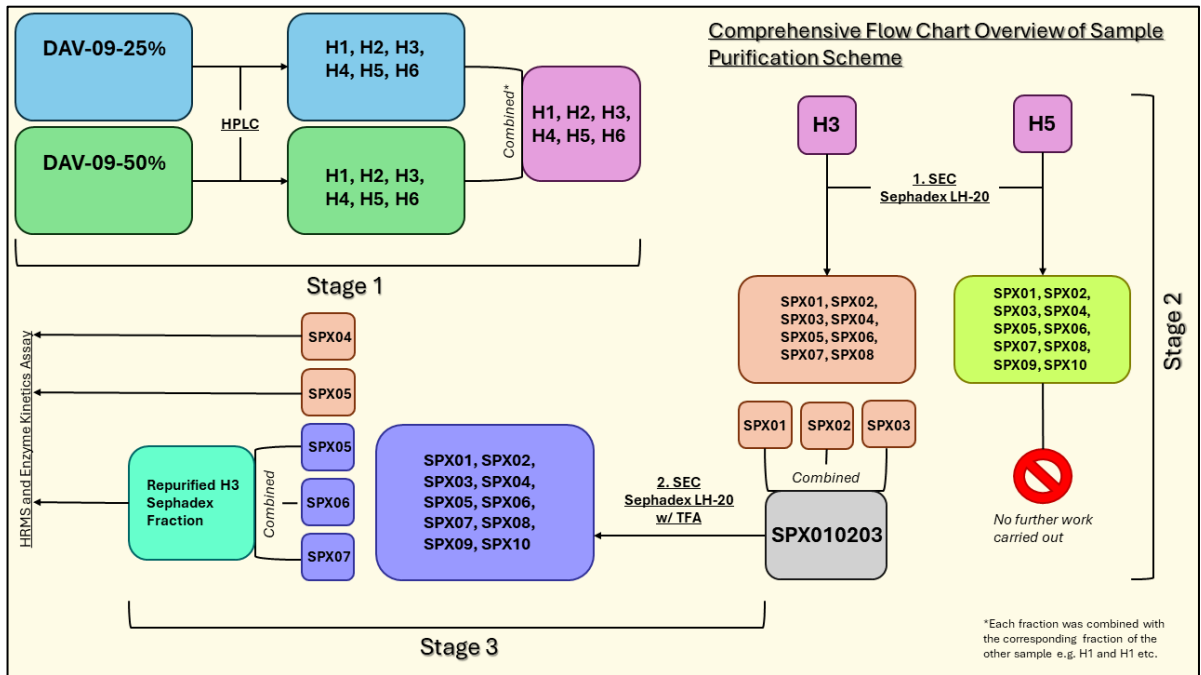 Comprehensive Flow Chart Overview of Sample
Purification Scheme
DAV-09-25%
H1, H2, H3,
H4, H5, H6
HPLC
DAV-09-50%
H1, H2, H3,
H4, H5, H6
Combined*
H1, H2, H3,
H4, H5, H6
Stage 1
H3
H5
1. SEC
Sephadex LH-20
SPX01, SPX02,
SPX03, SPX04,
SPX05, SPX06,
SPX07, SPX08
SPX01, SPX02,
SPX03, SPX04,
SPX05, SPX06,
SPX07, SPX08,
SPX09, SPX10
Stage 2
SPX01
SPX02
SPX03
Combined
SPX010203
No further work
carried out
2. SEC
Sephadex LH-20
w/ TFA
SPX01, SPX02,
SPX03, SPX04,
SPX05, SPX06,
SPX07, SPX08,
SPX09, SPX10
SPX04
SPX05
SPX05
SPX06
SPX07
Combined
Repurified H3
Sephadex
Fraction
HRMS and Enzyme Kinetics Assay
Stage 3
*Each fraction was combined with
the corresponding fraction of the
other sample e.g. H1 and H1 etc.